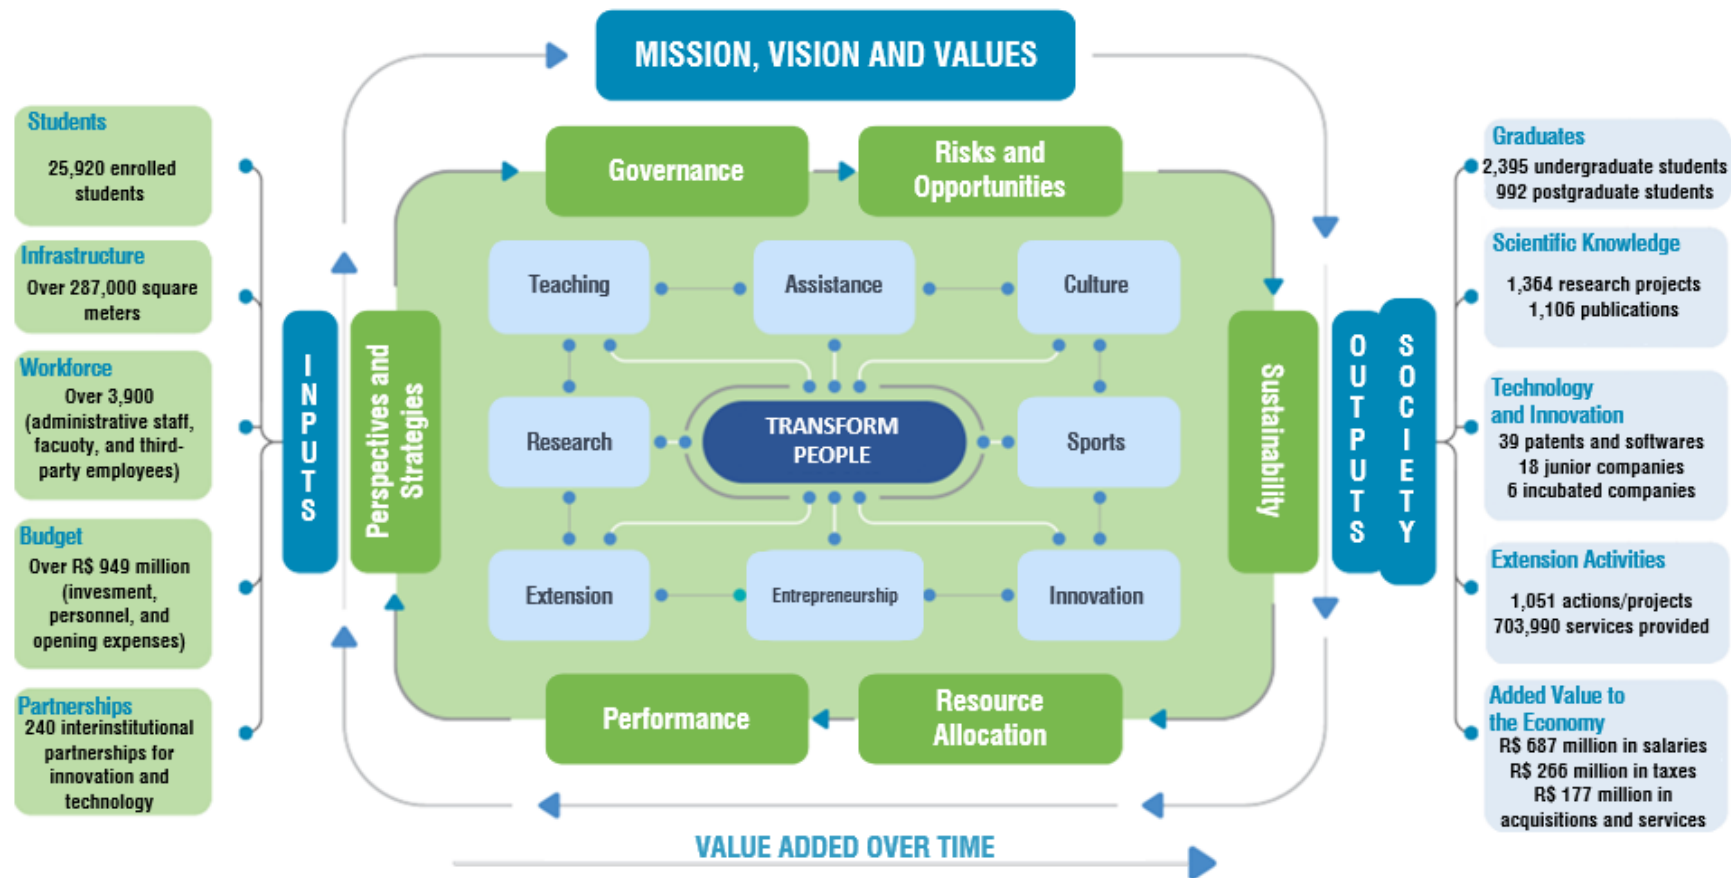 MISSION, VISION AND VALUES
Students
25,920 enrolled
students
Infrastructure
Over 287,000 square
meters
Workforce
Over 3,900
(administrative staff,
facuoty, and third-
party employees)
Budget
Over R$ 949 million
(invesment,
personnel, and
opening expenses)
Partnerships
240 interinstitutional
partnerships for
innovation and
technology
INPUTS
Perspectives and
Strategies
Governance
Risks and
Opportunities
Teaching
Assistance
Culture
Research
TRANSFORM
PEOPLE
Sports
Extension
Entrepreneurship
Innovation
Performance
Resource
Allocation
Sustainability
OUTPUTS
SOCIETY
Graduates
2,395 undergraduate students
992 postgraduate students
Scientific Knowledge
1,364 research projects
1,106 publications
Technology
and Innovation
39 patents and softwares
18 junior companies
6 incubated companies
Extension Activities
1,051 actions/projects
703,990 services provided
Added Value to
the Economy
R$ 687 million in salaries
R$ 266 million in taxes
R$ 177 million in
acquisitions and services
VALUE ADDED OVER TIME